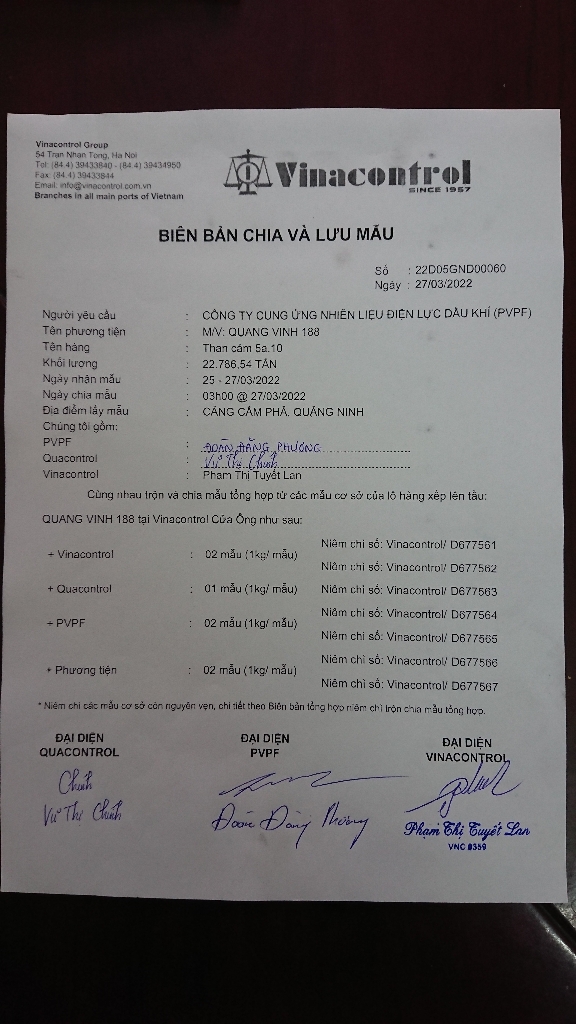 Vinacontrol Group
54 Tran Nhan Tong, Ha Noi
Tel: (84.4) 39433840 - (84.4) 39434950
Fax: (84.4) 39433844
Email: info@vinacontrol.com.vn
Branches in all main ports of Vietnam
Vinacontrol
SINCE 1957
BIÊN BẢN CHIA VÀ LƯU MẪU
Số : 22D05GND00060
Ngày : 27/03/2022
Người yêu cầu : CÔNG TY CUNG ỨNG NHIÊN LIỆU ĐIỆN LỰC DẦU KHÍ (PVPF)
Tên phương tiện : M/V: QUANG VINH 188
Tên hàng : Than cám 5a.10
Khối lượng : 22.786,54 TẤN
Ngày nhận mẫu : 25 - 27/03/2022
Ngày chia mẫu : 03h00 @ 27/03/2022
Địa điểm lấy mẫu : CẢNG CẨM PHẢ, QUẢNG NINH
Chúng tôi gồm:
PVPF : ĐOÀN ĐĂNG PHƯƠNG
Quacontrol : Vũ Thị Chinh
Vinacontrol : Phạm Thị Tuyết Lan
Cùng nhau trộn và chia mẫu tổng hợp từ các mẫu cơ sở của lô hàng xếp lên tàu:
QUANG VINH 188 tại Vinacontrol Cửa Ông như sau:
+ Vinacontrol : 02 mẫu (1kg/ mẫu) Niêm chì số: Vinacontrol/ D677561
Niêm chì số: Vinacontrol/ D677562
+ Quacontrol : 01 mẫu (1kg/ mẫu) Niêm chì số: Vinacontrol/ D677563
+ PVPF : 02 mẫu (1kg/ mẫu) Niêm chì số: Vinacontrol/ D677564
Niêm chì số: Vinacontrol/ D677565
+ Phương tiện : 02 mẫu (1kg/ mẫu) Niêm chì số: Vinacontrol/ D677566
Niêm chì số: Vinacontrol/ D677567
* Niêm chì các mẫu cơ sở còn nguyên vẹn, chi tiết theo Biên bản tổng hợp niêm chì trộn chia mẫu tổng hợp.
ĐẠI DIỆN QUACONTROL
ĐẠI DIỆN PVPF
ĐẠI DIỆN VINACONTROL
Chinh
Vũ Thị Chinh
Đoàn Đăng Phương
Phạm Thị Tuyết Lan
VNC 0359